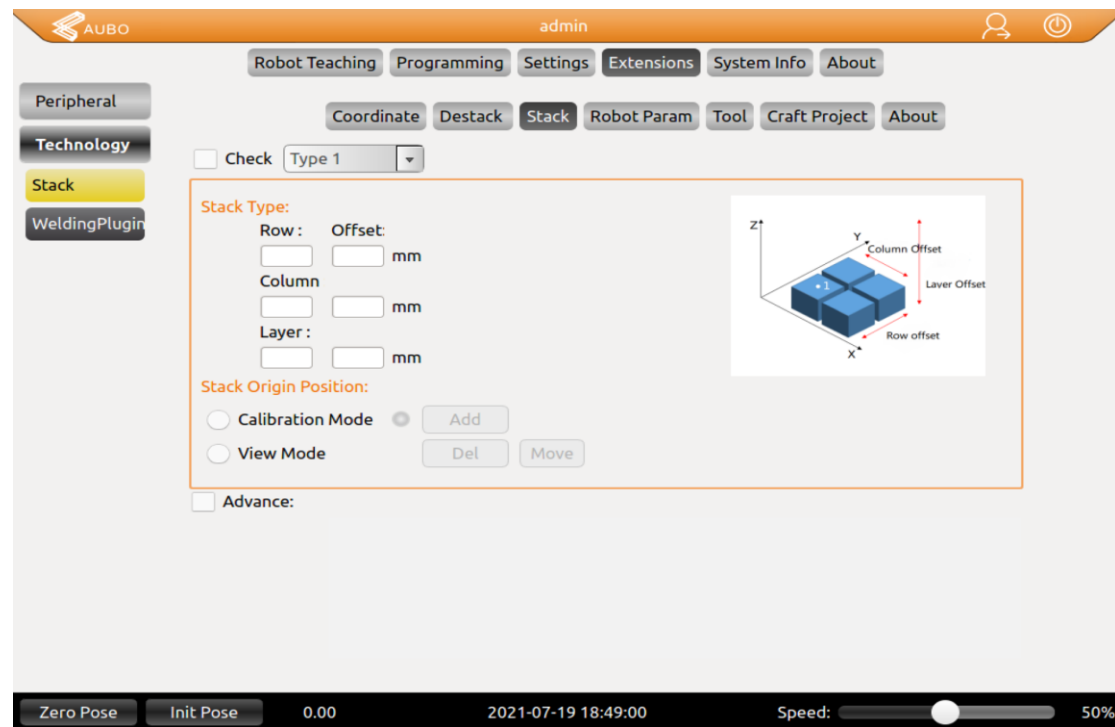 AUBO
admin
Robot Teaching Programming Settings Extensions System Info About
Peripheral
Technology
Stack
WeldingPlugin
Coordinate Destack Stack Robot Param Tool Craft Project About
Check Type 1
Stack Type:
Row : Offset:
mm
Column
mm
Layer :
mm
Z
Y
Column Offset
1
Laver Offset
Row offset
X
Stack Origin Position:
Calibration Mode Add
View Mode Del Move
Advance:
Zero Pose Init Pose 0.00 2021-07-19 18:49:00 Speed: 50%